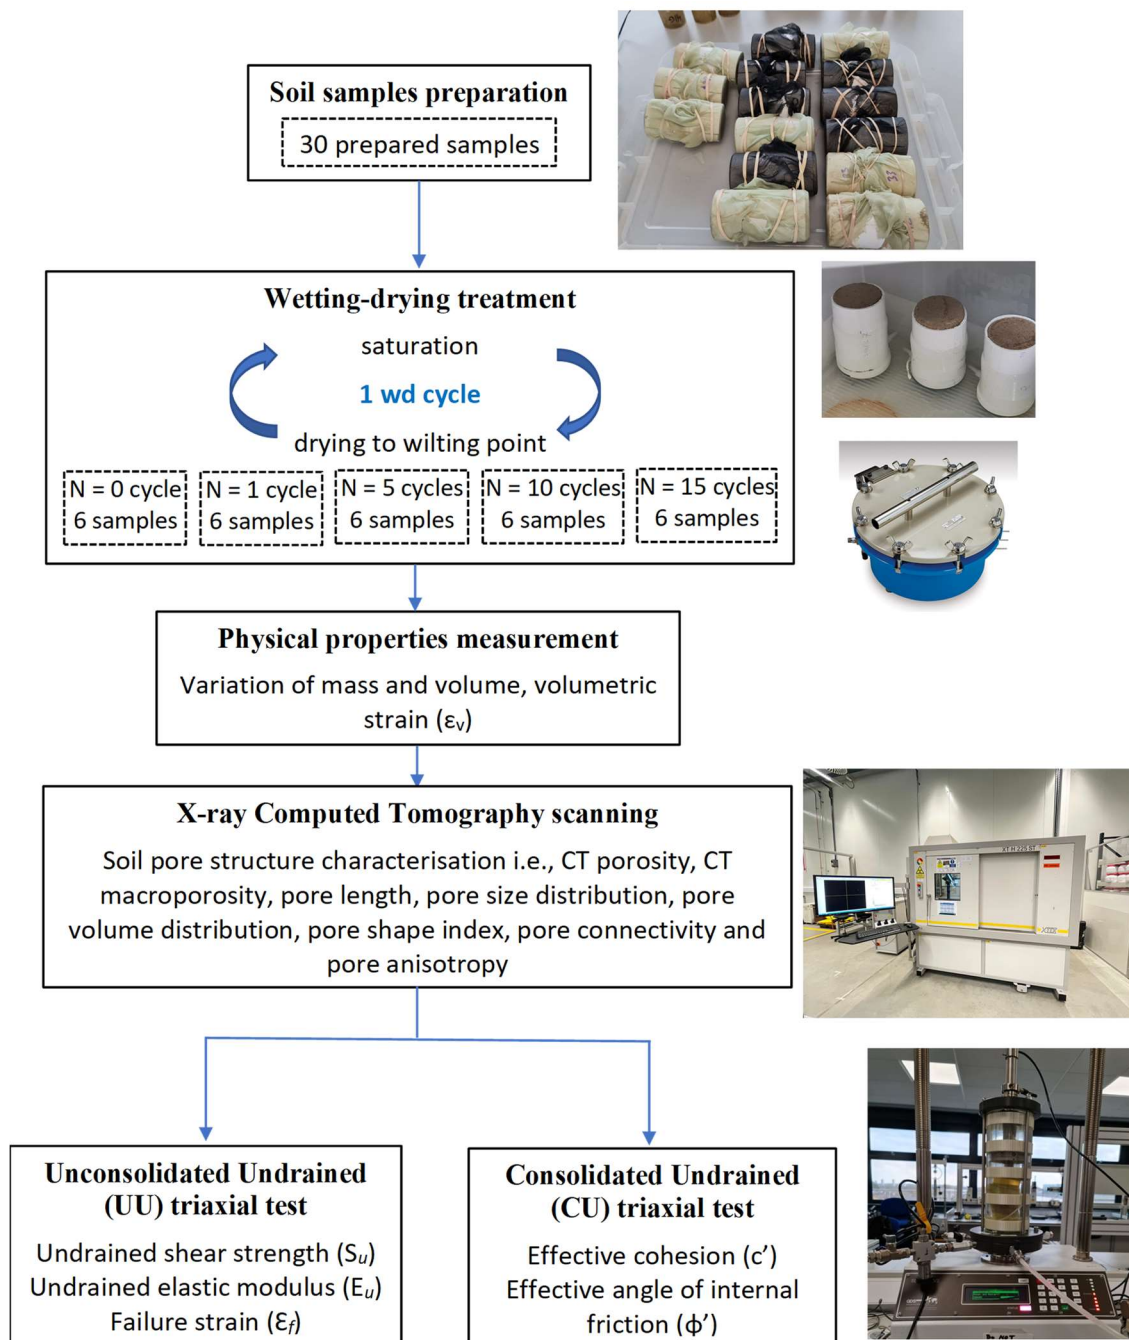 Soil samples preparation
30 prepared samples
Wetting-drying treatment
saturation
1 wd cycle
drying to wilting point
N = 0 cycle
6 samples
N = 1 cycle
6 samples
N = 5 cycles
6 samples
N = 10 cycles
6 samples
N = 15 cycles
6 samples
Physical properties measurement
Variation of mass and volume, volumetric
strain (εᵥ)
X-ray Computed Tomography scanning
Soil pore structure characterisation i.e., CT porosity, CT
macroporosity, pore length, pore size distribution, pore
volume distribution, pore shape index, pore connectivity and
pore anisotropy
XT H 225 ST
Unconsolidated Undrained
(UU) triaxial test
Undrained shear strength (Sᵤ)
Undrained elastic modulus (Eᵤ)
Failure strain (Ɛf)
Consolidated Undrained
(CU) triaxial test
Effective cohesion (c’)
Effective angle of internal
friction (ϕ’)